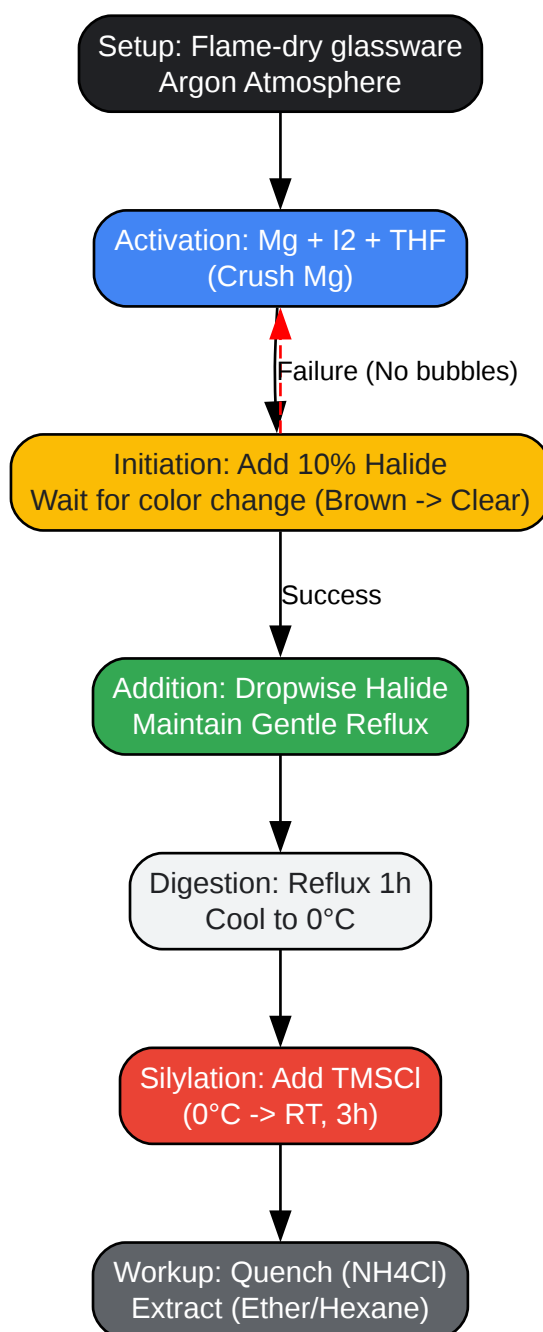 Setup: Flame-dry glassware
Argon Atmosphere
Activation: Mg + I2 + THF
(Crush Mg)
Failure (No bubbles)
Initiation: Add 10% Halide
Wait for color change (Brown -> Clear)
Success
Addition: Dropwise Halide
Maintain Gentle Reflux
Digestion: Reflux 1h
Cool to 0°C
Silylation: Add TMSCl
(0°C -> RT, 3h)
Workup: Quench (NH4Cl)
Extract (Ether/Hexane)